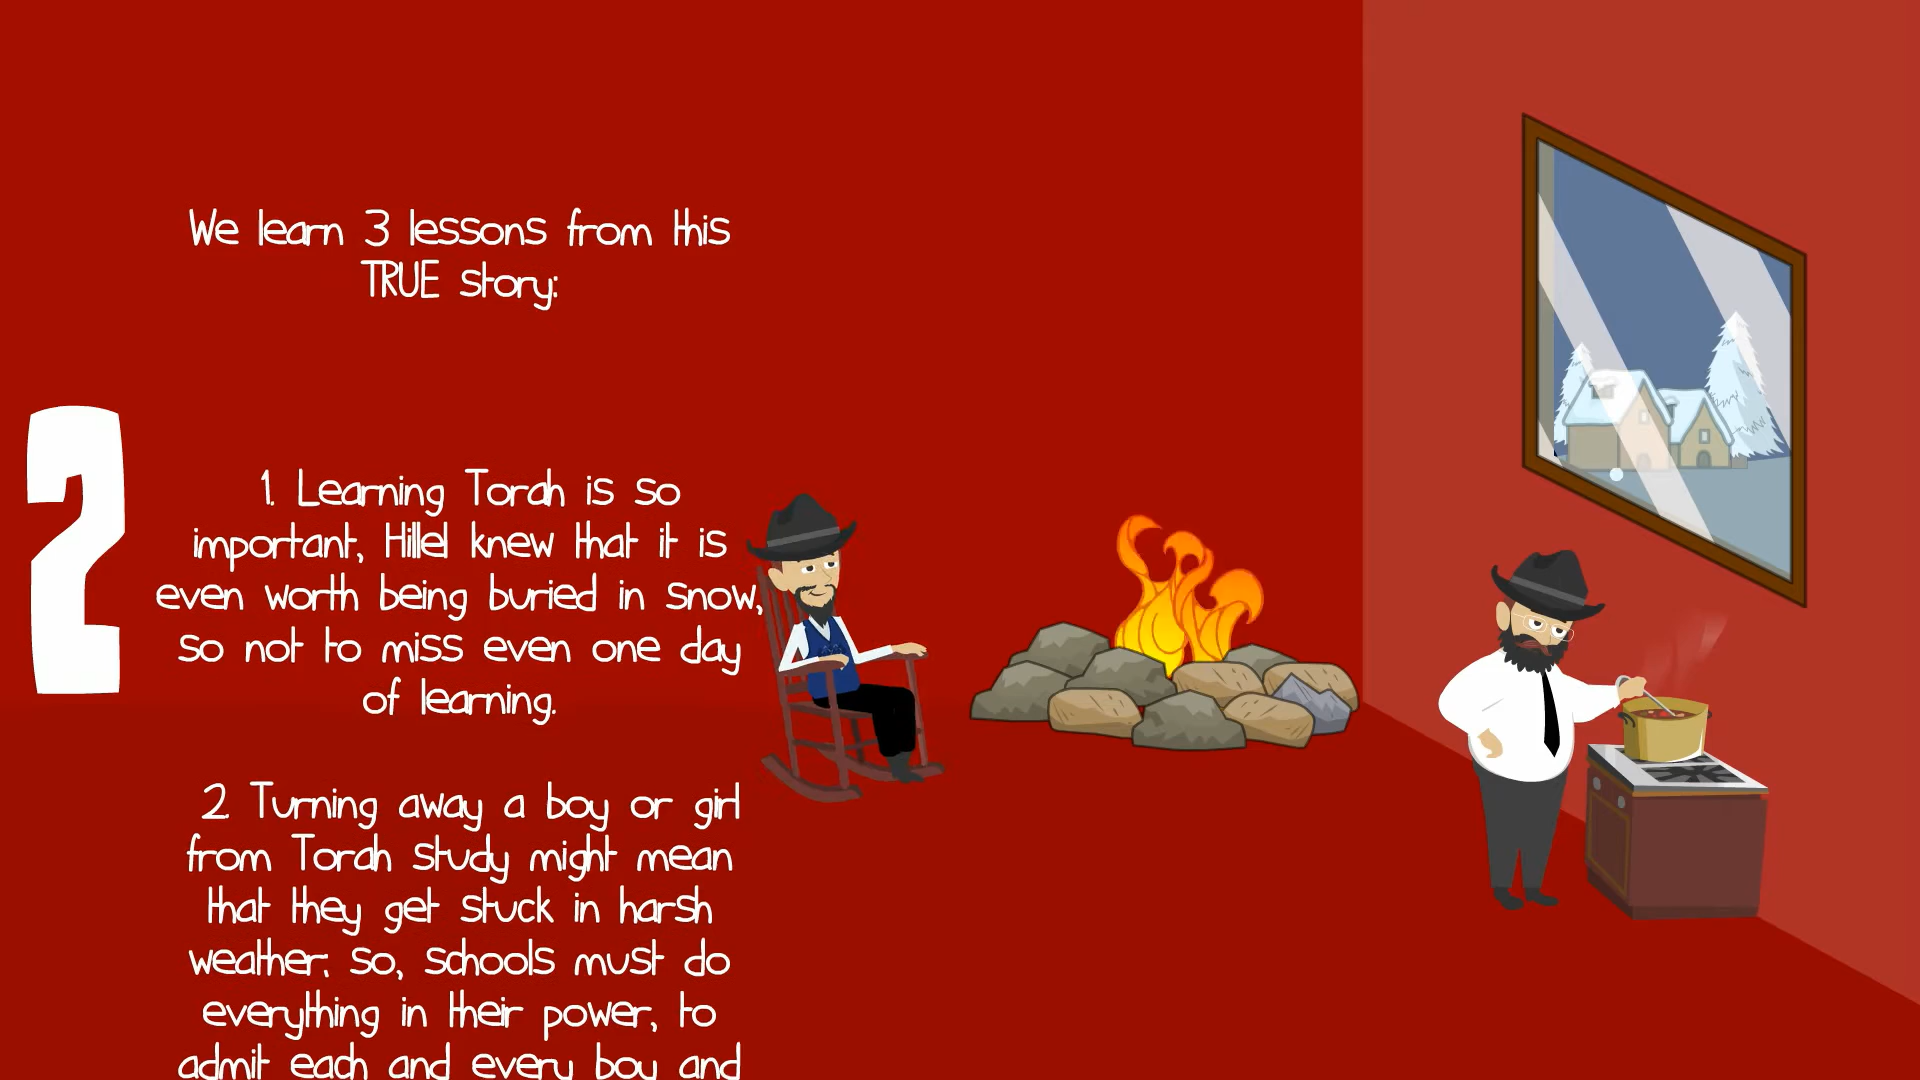 We learn 3 lessons from this
TRUE story:
2
1. Learning Torah is so
important, Hillel knew that it is
even worth being buried in snow,
so not to miss even one day
of learning.
2. Turning away a boy or girl
from Torah study might mean
that they get stuck in harsh
weather; so, schools must do
everything in their power, to
admit each and every boy and